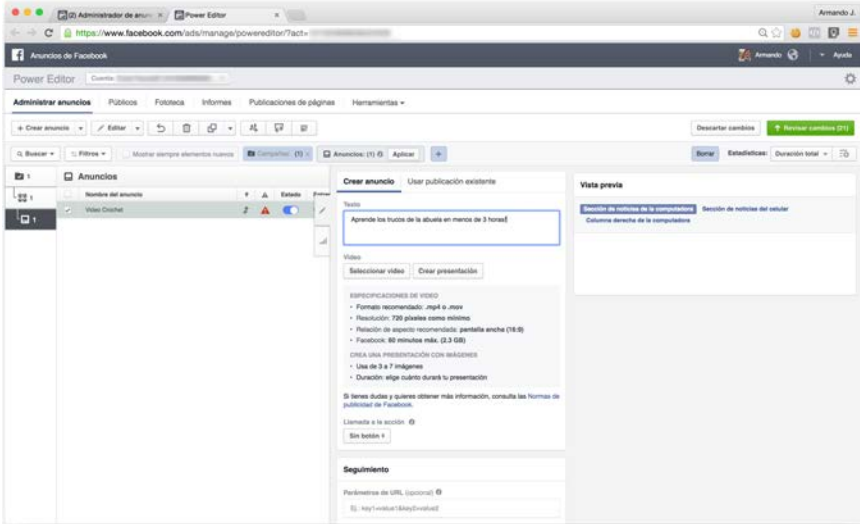 (2) Administrador de anun
Power Editor
Armando J.
https://www.facebook.com/ads/manage/powereditor/?act=
Anuncios de Facebook
Armando
Ayuda
Power Editor
Cuenta:
Administrar anuncios
Públicos
Fototeca
Informes
Publicaciones de páginas
Herramientas
+ Crear anuncio
Editar
Descartar cambios
Revisar cambios (21)
Buscar
Filtros
Mostrar siempre elementos nuevos
Campañas: (1)
Anuncios: (1)
Aplicar
+
Borrar
Estadísticas:
Duración total
1
Anuncios
1
Nombre del anuncio
Estado
1
Video Crochet
Crear anuncio
Usar publicación existente
Texto
Aprende los trucos de la abuela en menos de 3 horas!
Video
Seleccionar video
Crear presentación
ESPECIFICACIONES DE VIDEO
• Formato recomendado: .mp4 o .mov
• Resolución: 720 píxeles como mínimo
• Relación de aspecto recomendada: pantalla ancha (16:9)
• Facebook: 60 minutos máx. (2.3 GB)
CREA UNA PRESENTACIÓN CON IMÁGENES
• Usa de 3 a 7 imágenes
• Duración: elige cuánto durará tu presentación
Si tienes dudas y quieres obtener más información, consulta las Normas de
publicidad de Facebook.
Llamada a la acción
Sin botón
Seguimiento
Parámetros de URL (opcional)
Ej.: key1=value1&key2=value2
Vista previa
Sección de noticias de la computadora
Sección de noticias del celular
Columna derecha de la computadora